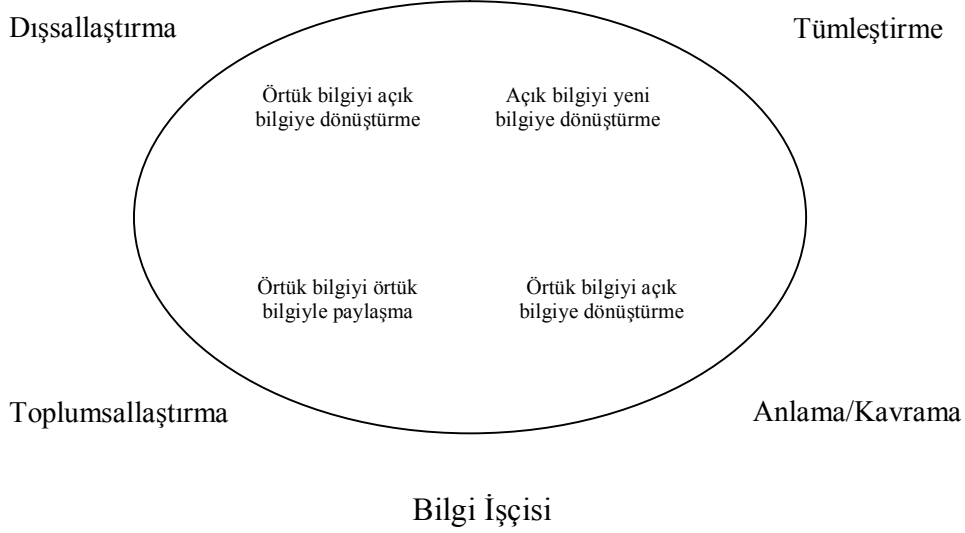 Dışsallaştırma
Tümleştirme
Örtük bilgiyi açık
bilgiye dönüştürme
Açık bilgiyi yeni
bilgiye dönüştürme
Örtük bilgiyi örtük
bilgiyle paylaşma
Örtük bilgiyi açık
bilgiye dönüştürme
Toplumsallaştırma
Anlama/Kavrama
Bilgi İşçisi